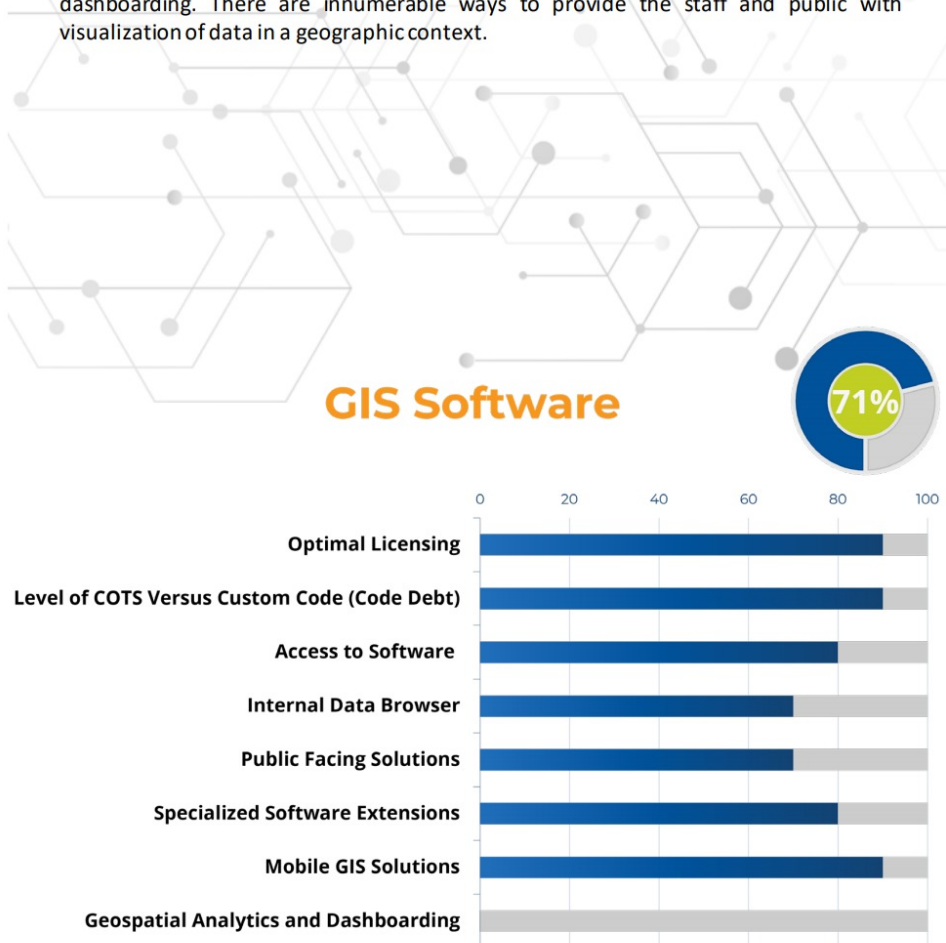 dashboarding. There are innumerable ways to provide the staff and public with
visualization of data in a geographic context.
GIS Software
71%
0 20 40 60 80 100
Optimal Licensing
Level of COTS Versus Custom Code (Code Debt)
Access to Software
Internal Data Browser
Public Facing Solutions
Specialized Software Extensions
Mobile GIS Solutions
Geospatial Analytics and Dashboarding